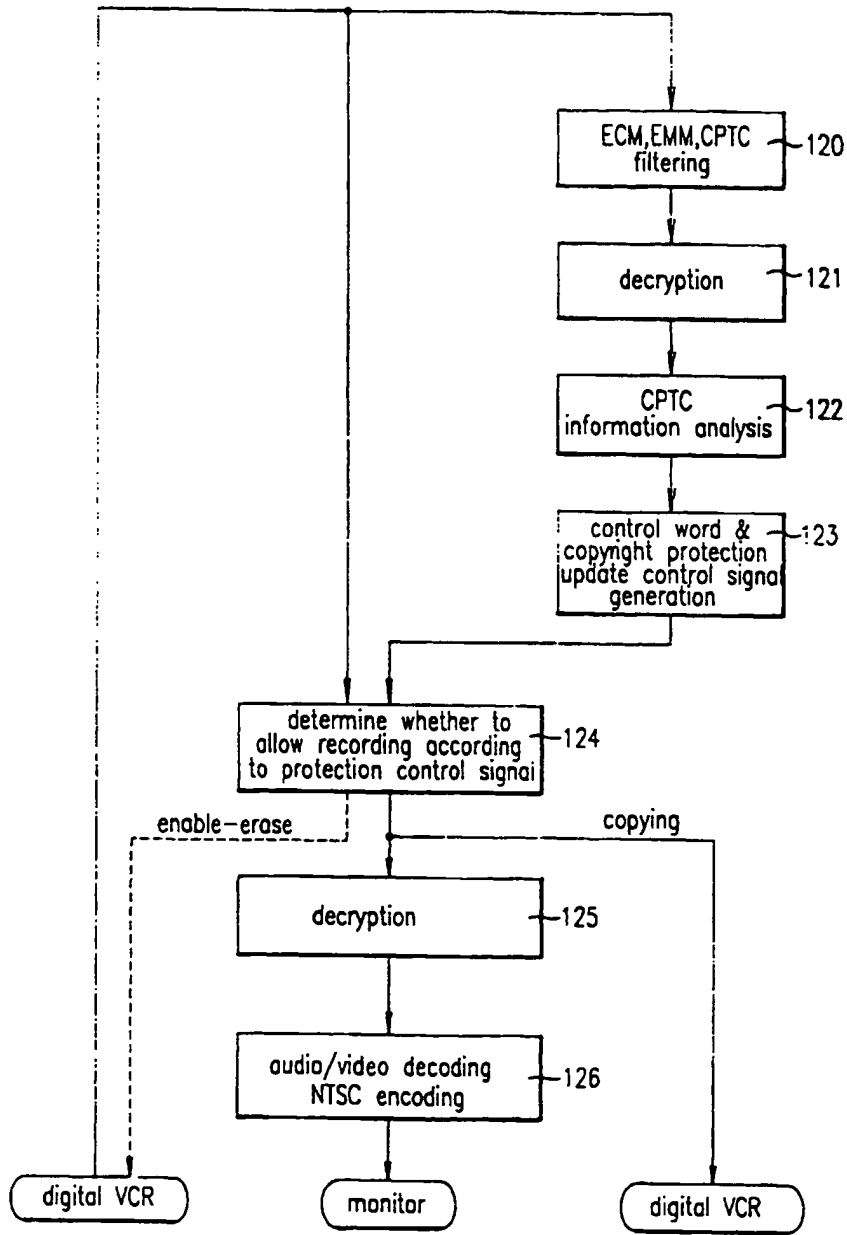 ECM,EMM,CPTC
filtering
120
decryption
121
CPTC
information analysis
122
control word &
copyright protection
update control signal
generation
123
determine whether to
allow recording according
to protection control signal
124
enable-erase
copying
decryption
125
audio/video decoding
NTSC encoding
126
digital VCR
monitor
digital VCR